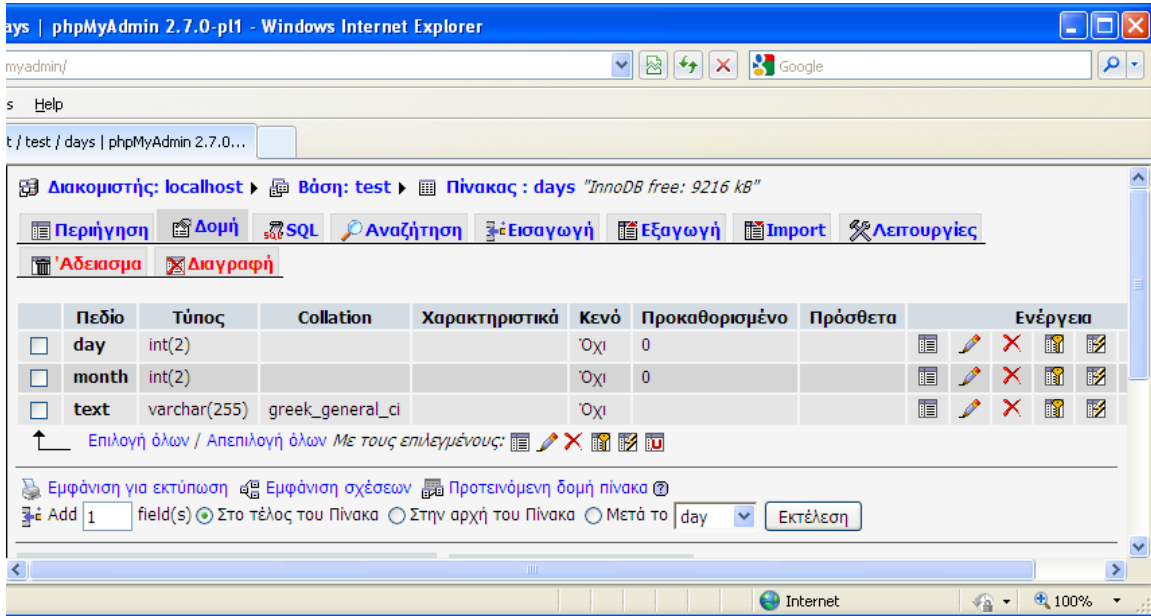 ays | phpMyAdmin 2.7.0-pl1 - Windows Internet Explorer
myadmin/ Google
s Help
t / test / days | phpMyAdmin 2.7.0...
Διακομιστής: localhost Βάση: test Πίνακας : days "InnoDB free: 9216 kB"
Περιήγηση Δομή SQL Αναζήτηση Εισαγωγή Εξαγωγή Import Λειτουργίες
'Αδειασμα Διαγραφή
Πεδίο Τύπος Collation Χαρακτηριστικά Κενό Προκαθορισμένο Πρόσθετα Ενέργεια
day int(2) Όχι 0
month int(2) Όχι 0
text varchar(255) greek_general_ci Όχι
Επιλογή όλων / Απεπιλογή όλων Με τους επιλεγμένους:
Εμφάνιση για εκτύπωση Εμφάνιση σχέσεων Προτεινόμενη δομή πίνακα
Add 1 field(s) Στο τέλος του Πίνακα Στην αρχή του Πίνακα Μετά το day Εκτέλεση
Internet 100%